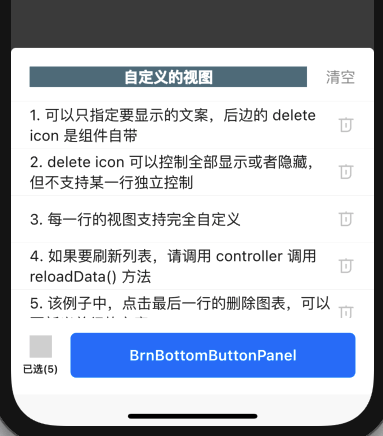 自定义的视图
清空
1. 可以只指定要显示的文案，后边的 delete
icon 是组件自带
2. delete icon 可以控制全部显示或者隐藏，
但不支持某一行独立控制
3. 每一行的视图支持完全自定义
4. 如果要刷新列表，请调用 controller 调用
reloadData() 方法
5. 该例子中，点击最后一行的删除图表，可以
已选(5)
BrnBottomButtonPanel